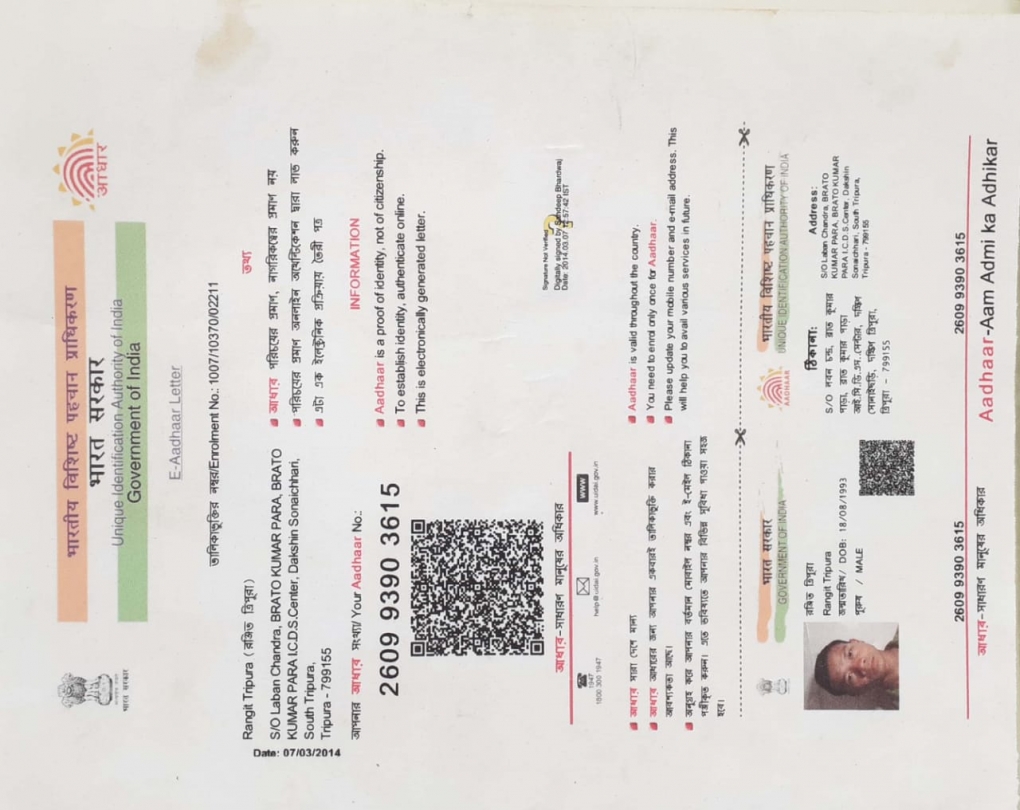 भारतीय विशिष्ट पहचान प्राधिकरण
भारत सरकार
Unique Identification Authority of India
Government of India
भारत सरकार
आधार
E-Aadhaar Letter
তালিকাভুক্তির নম্বর/Enrolment No.: 1007/10370/02211
Rangit Tripura ( রঞ্জিত ত্রিপুরা)
S/O Laban Chandra, BRATO KUMAR PARA, BRATO
KUMAR PARA I.C.D.S.Center, Dakshin Sonaichhari,
South Tripura,
Tripura - 799155
Date: 07/03/2014
আপনার আধার সংখ্যা/ Your Aadhaar No.:
2609 9390 3615
তথ্য
আধার পরিচয়ের প্রমাণ, নাগরিকত্বের প্রমাণ নয়
পরিচয়ের প্রমাণ অনলাইন অথেন্টিকেশন দ্বারা লাভ করুন
এটা এক ইলেক্ট্রনিক প্রক্রিয়ায় তৈরী পত্র
INFORMATION
Aadhaar is a proof of identity, not of citizenship.
To establish identity, authenticate online.
This is electronically generated letter.
Signature Not Verified
Digitally signed by Sandeep Bhardwaj
Date: 2014.03.07 57:42 IST
আধার-সাধারণ মানুষের অধিকার
1947
1800 300 1947
help@uidai.gov.in
www
www.uidai.gov.in
আধার সারা দেশে মান্য
আধার আধারের জন্য আপনার একবারই তালিকাভুক্তি করার
আবশ্যকতা আছে।
অনুগ্রহ করে আপনার বর্তমান মোবাইল নম্বর এবং ই-মেইল ঠিকানা
পঞ্জীকৃত করুন। এতে ভবিষ্যতে আপনার বিভিন্ন সুবিধা পাওয়া সহজ
হবে।
Aadhaar is valid throughout the country.
You need to enrol only once for Aadhaar.
Please update your mobile number and e-mail address. This
will help you to avail various services in future.
भारत सरकार
GOVERNMENT OF INDIA
রঞ্জিত ত্রিপুরা
Rangit Tripura
জন্মতারিখ/ DOB: 18/08/1993
পুরুষ / MALE
2609 9390 3615
আধার-সাধারণ মানুষের অধিকার
भारतीय विशिष्ट पहचान प्राधिकरण
UNIQUE IDENTIFICATION AUTHORITY OF INDIA
AADHAAR
ঠিকানা:
S/O লবন চন্দ্র, ব্রাত কুমার
পাড়া, ব্রাত কুমার পাড়া
আই.সি.ডি.এস.সেন্টার, দক্ষিণ
সোনাইছড়ি, দক্ষিণ ত্রিপুরা,
ত্রিপুরা - 799155
Address:
S/O Laban Chandra, BRATO
KUMAR PARA, BRATO KUMAR
PARA I.C.D.S.Center, Dakshin
Sonaichhari, South Tripura,
Tripura - 799155
2609 9390 3615
Aadhaar-Aam Admi ka Adhikar